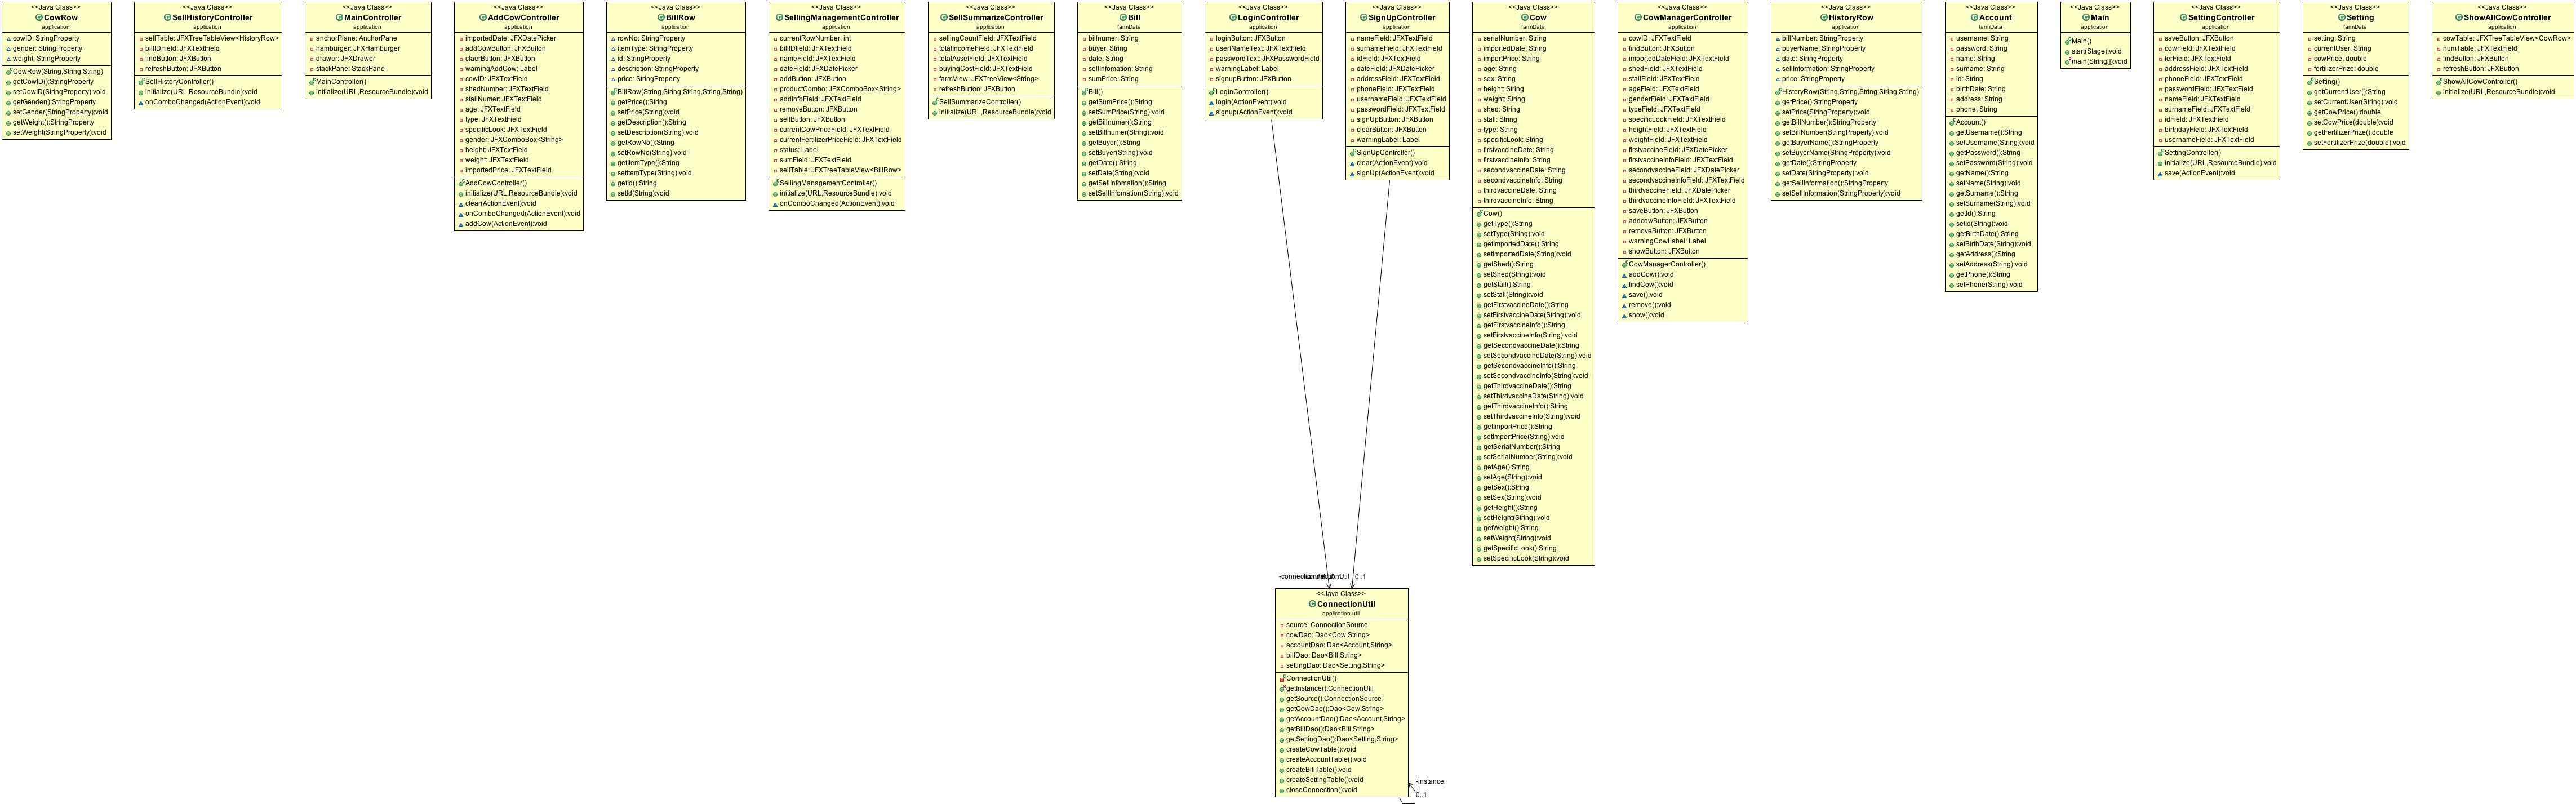 <<Java Class>>
CowRow
application
cowID: StringProperty
gender: StringProperty
weight: StringProperty
CowRow(String,String,String)
getCowID():StringProperty
setCowID(StringProperty):void
getGender():StringProperty
setGender(StringProperty):void
getWeight():StringProperty
setWeight(StringProperty):void
<<Java Class>>
SellHistoryController
application
sellTable: JFXTreeTableView<HistoryRow>
billIDField: JFXTextField
findButton: JFXButton
refreshButton: JFXButton
SellHistoryController()
initialize(URL,ResourceBundle):void
onComboChanged(ActionEvent):void
<<Java Class>>
MainController
application
anchorPlane: AnchorPane
hamburger: JFXHamburger
drawer: JFXDrawer
stackPane: StackPane
MainController()
initialize(URL,ResourceBundle):void
<<Java Class>>
AddCowController
application
importedDate: JFXDatePicker
addCowButton: JFXButton
claerButton: JFXButton
warningAddCow: Label
cowID: JFXTextField
shedNumber: JFXTextField
stallNumer: JFXTextField
age: JFXTextField
type: JFXTextField
specificLook: JFXTextField
gender: JFXComboBox<String>
height: JFXTextField
weight: JFXTextField
importedPrice: JFXTextField
AddCowController()
initialize(URL,ResourceBundle):void
clear(ActionEvent):void
onComboChanged(ActionEvent):void
addCow(ActionEvent):void
<<Java Class>>
BillRow
application
rowNo: StringProperty
itemType: StringProperty
id: StringProperty
description: StringProperty
price: StringProperty
BillRow(String,String,String,String,String)
getPrice():String
setPrice(String):void
getDescription():String
setDescription(String):void
getRowNo():String
setRowNo(String):void
getItemType():String
setItemType(String):void
getId():String
setId(String):void
<<Java Class>>
SellingManagementController
application
currentRowNumber: int
billIDfield: JFXTextField
nameField: JFXTextField
dateField: JFXDatePicker
addButton: JFXButton
productCombo: JFXComboBox<String>
addInfoField: JFXTextField
removeButton: JFXButton
sellButton: JFXButton
currentCowPriceField: JFXTextField
currentFertilizerPriceField: JFXTextField
status: Label
sumField: JFXTextField
sellTable: JFXTreeTableView<BillRow>
SellingManagementController()
initialize(URL,ResourceBundle):void
onComboChanged(ActionEvent):void
<<Java Class>>
SellSummarizeController
application
sellingCountField: JFXTextField
totalIncomeField: JFXTextField
totalAssetField: JFXTextField
buyingCostField: JFXTextField
farmView: JFXTreeView<String>
refreshButton: JFXButton
SellSummarizeController()
initialize(URL,ResourceBundle):void
<<Java Class>>
Bill
farmData
billnumer: String
buyer: String
date: String
sellInfomation: String
sumPrice: String
Bill()
getSumPrice():String
setSumPrice(String):void
getBillnumer():String
setBillnumer(String):void
getBuyer():String
setBuyer(String):void
getDate():String
setDate(String):void
getSellInfomation():String
setSellInfomation(String):void
<<Java Class>>
LoginController
application
loginButton: JFXButton
userNameText: JFXTextField
passwordText: JFXPasswordField
warningLabel: Label
signupButton: JFXButton
LoginController()
login(ActionEvent):void
signup(ActionEvent):void
<<Java Class>>
SignUpController
application
nameField: JFXTextField
surnameField: JFXTextField
idField: JFXTextField
dateField: JFXDatePicker
addressField: JFXTextField
phoneField: JFXTextField
usernameField: JFXTextField
passwordField: JFXTextField
signUpButton: JFXButton
clearButton: JFXButton
warningLabel: Label
SignUpController()
clear(ActionEvent):void
signUp(ActionEvent):void
<<Java Class>>
Cow
farmData
serialNumber: String
importedDate: String
importPrice: String
age: String
sex: String
height: String
weight: String
shed: String
stall: String
type: String
specificLook: String
firstvaccineDate: String
firstvaccineInfo: String
secondvaccineDate: String
secondvaccineInfo: String
thirdvaccineDate: String
thirdvaccineInfo: String
Cow()
getType():String
setType(String):void
getImportedDate():String
setImportedDate(String):void
getShed():String
setShed(String):void
getStall():String
setStall(String):void
getFirstvaccineDate():String
setFirstvaccineDate(String):void
getFirstvaccineInfo():String
setFirstvaccineInfo(String):void
getSecondvaccineDate():String
setSecondvaccineDate(String):void
getSecondvaccineInfo():String
setSecondvaccineInfo(String):void
getThirdvaccineDate():String
setThirdvaccineDate(String):void
getThirdvaccineInfo():String
setThirdvaccineInfo(String):void
getImportPrice():String
setImportPrice(String):void
getSerialNumber():String
setSerialNumber(String):void
getAge():String
setAge(String):void
getSex():String
setSex(String):void
getHeight():String
setHeight(String):void
getWeight():String
setWeight(String):void
getSpecificLook():String
setSpecificLook(String):void
<<Java Class>>
CowManagerController
application
cowID: JFXTextField
findButton: JFXButton
importedDateField: JFXTextField
shedField: JFXTextField
stallField: JFXTextField
ageField: JFXTextField
genderField: JFXTextField
typeField: JFXTextField
specificLookField: JFXTextField
heightField: JFXTextField
weightField: JFXTextField
firstvaccineField: JFXDatePicker
firstvaccineInfoField: JFXTextField
secondvaccineField: JFXDatePicker
secondvaccineInfoField: JFXTextField
thirdvaccineField: JFXDatePicker
thirdvaccineInfoField: JFXTextField
saveButton: JFXButton
addcowButton: JFXButton
removeButton: JFXButton
warningCowLabel: Label
showButton: JFXButton
CowManagerController()
addCow():void
findCow():void
save():void
remove():void
show():void
<<Java Class>>
HistoryRow
application
billNumber: StringProperty
buyerName: StringProperty
date: StringProperty
sellInformation: StringProperty
price: StringProperty
HistoryRow(String,String,String,String,String)
getPrice():StringProperty
setPrice(StringProperty):void
getBillNumber():StringProperty
setBillNumber(StringProperty):void
getBuyerName():StringProperty
setBuyerName(StringProperty):void
getDate():StringProperty
setDate(StringProperty):void
getSellInformation():StringProperty
setSellInformation(StringProperty):void
<<Java Class>>
Account
farmData
username: String
password: String
name: String
surname: String
id: String
birthDate: String
address: String
phone: String
Account()
getUsername():String
setUsername(String):void
getPassword():String
setPassword(String):void
getName():String
setName(String):void
getSurname():String
setSurname(String):void
getId():String
setId(String):void
getBirthDate():String
setBirthDate(String):void
getAddress():String
setAddress(String):void
getPhone():String
setPhone(String):void
<<Java Class>>
Main
application
Main()
start(Stage):void
main(String[]):void
<<Java Class>>
SettingController
application
saveButton: JFXButton
cowField: JFXTextField
ferField: JFXTextField
addressField: JFXTextField
phoneField: JFXTextField
passwordField: JFXTextField
nameField: JFXTextField
surnameField: JFXTextField
idField: JFXTextField
birthdayField: JFXTextField
usernameField: JFXTextField
SettingController()
initialize(URL,ResourceBundle):void
save(ActionEvent):void
<<Java Class>>
Setting
farmData
setting: String
currentUser: String
cowPrice: double
fertilizerPrize: double
Setting()
getCurrentUser():String
setCurrentUser(String):void
getCowPrice():double
setCowPrice(double):void
getFertilizerPrize():double
setFertilizerPrize(double):void
<<Java Class>>
ShowAllCowController
application
cowTable: JFXTreeTableView<CowRow>
numTable: JFXTextField
findButton: JFXButton
refreshButton: JFXButton
ShowAllCowController()
initialize(URL,ResourceBundle):void
0..1
<<Java Class>>
ConnectionUtil
application.util
source: ConnectionSource
cowDao: Dao<Cow,String>
accountDao: Dao<Account,String>
billDao: Dao<Bill,String>
settingDao: Dao<Setting,String>
ConnectionUtil()
getInstance():ConnectionUtil
getSource():ConnectionSource
getCowDao():Dao<Cow,String>
getAccountDao():Dao<Account,String>
getBillDao():Dao<Bill,String>
getSettingDao():Dao<Setting,String>
createCowTable():void
createAccountTable():void
createBillTable():void
createSettingTable():void
closeConnection():void
-instance
0..1